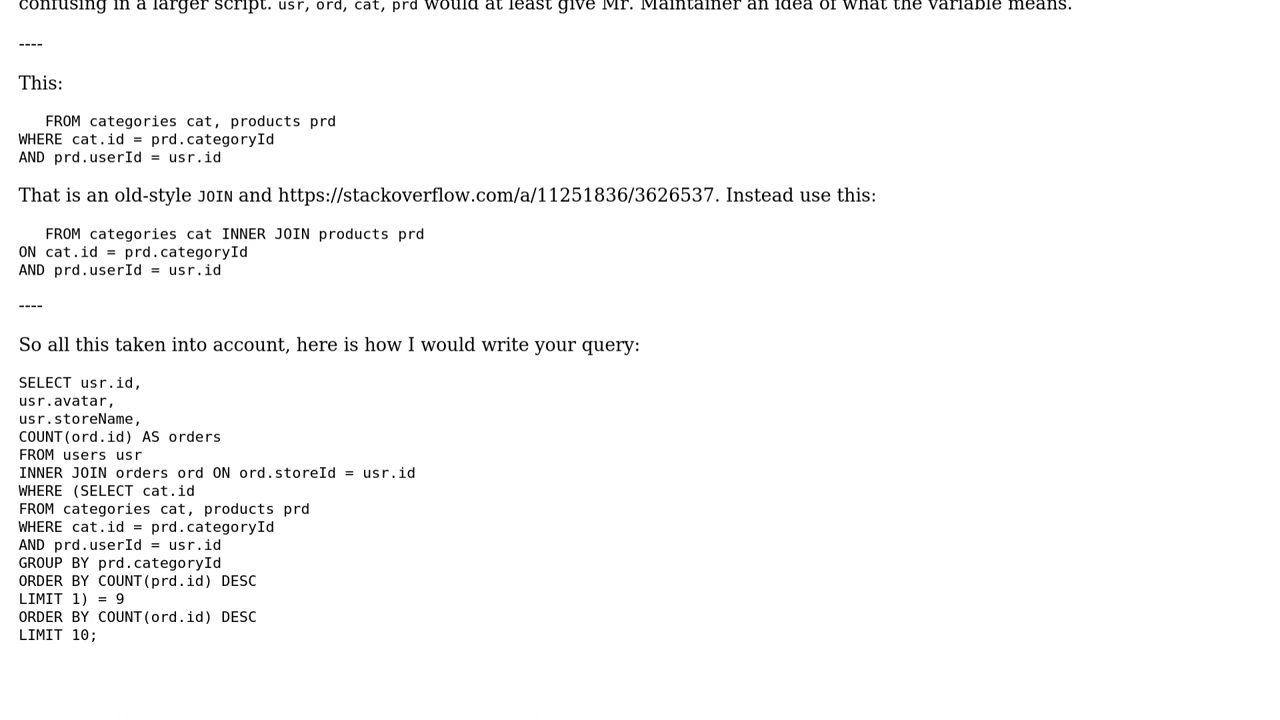 confusing in a larger script. usr, ord, cat, prd would at least give Mr. Maintainer an idea of what the variable means.
----
This:
FROM categories cat, products prd
WHERE cat.id = prd.categoryId
AND prd.userId = usr.id
That is an old-style JOIN and https://stackoverflow.com/a/11251836/3626537. Instead use this:
FROM categories cat INNER JOIN products prd
ON cat.id = prd.categoryId
AND prd.userId = usr.id
----
So all this taken into account, here is how I would write your query:
SELECT usr.id,
usr.avatar,
usr.storeName,
COUNT(ord.id) AS orders
FROM users usr
INNER JOIN orders ord ON ord.storeId = usr.id
WHERE (SELECT cat.id
FROM categories cat, products prd
WHERE cat.id = prd.categoryId
AND prd.userId = usr.id
GROUP BY prd.categoryId
ORDER BY COUNT(prd.id) DESC
LIMIT 1) = 9
ORDER BY COUNT(ord.id) DESC
LIMIT 10;